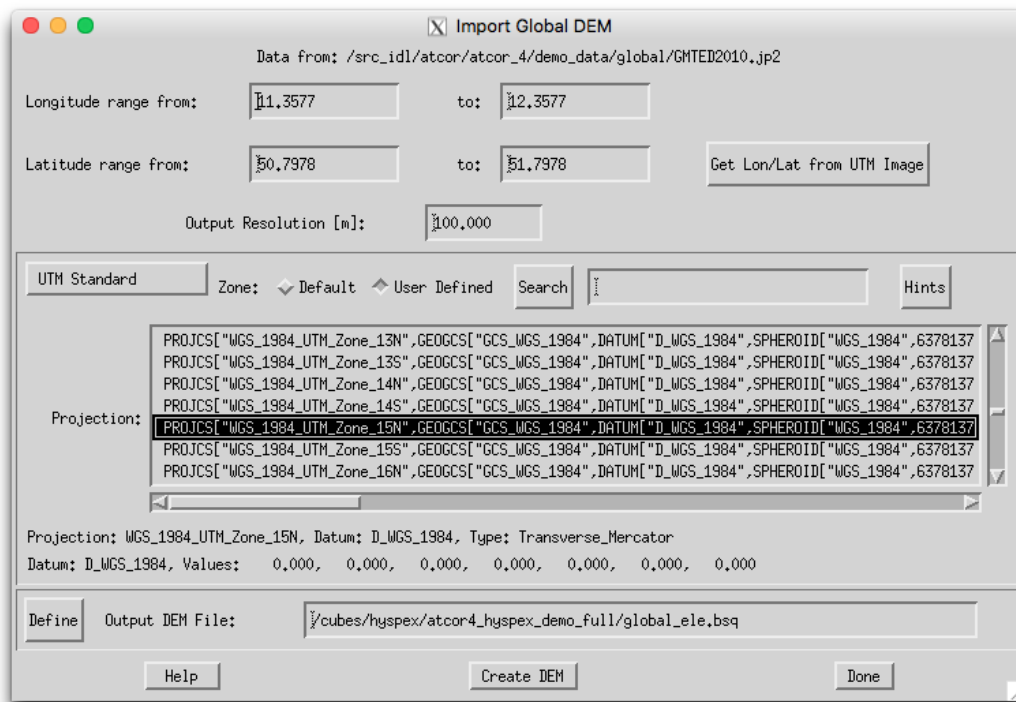 Import Global DEM
Data from: /src_idl/atcor/atcor_4/demo_data/global/GMTED2010.jp2
Longitude range from: 11.3577 to: 12.3577
Latitude range from: 50.7978 to: 51.7978 Get Lon/Lat from UTM Image
Output Resolution [m]: 100.000
UTM Standard Zone: Default User Defined Search Hints
PROJCS["WGS_1984_UTM_Zone_13N",GEOGCS["GCS_WGS_1984",DATUM["D_WGS_1984",SPHEROID["WGS_1984",6378137
PROJCS["WGS_1984_UTM_Zone_13S",GEOGCS["GCS_WGS_1984",DATUM["D_WGS_1984",SPHEROID["WGS_1984",6378137
PROJCS["WGS_1984_UTM_Zone_14N",GEOGCS["GCS_WGS_1984",DATUM["D_WGS_1984",SPHEROID["WGS_1984",6378137
PROJCS["WGS_1984_UTM_Zone_14S",GEOGCS["GCS_WGS_1984",DATUM["D_WGS_1984",SPHEROID["WGS_1984",6378137
Projection: PROJCS["WGS_1984_UTM_Zone_15N",GEOGCS["GCS_WGS_1984",DATUM["D_WGS_1984",SPHEROID["WGS_1984",6378137
PROJCS["WGS_1984_UTM_Zone_15S",GEOGCS["GCS_WGS_1984",DATUM["D_WGS_1984",SPHEROID["WGS_1984",6378137
PROJCS["WGS_1984_UTM_Zone_16N",GEOGCS["GCS_WGS_1984",DATUM["D_WGS_1984",SPHEROID["WGS_1984",6378137
Projection: WGS_1984_UTM_Zone_15N, Datum: D_WGS_1984, Type: Transverse_Mercator
Datum: D_WGS_1984, Values: 0.000, 0.000, 0.000, 0.000, 0.000, 0.000, 0.000
Define Output DEM File: /cubes/hyspex/atcor4_hyspex_demo_full/global_ele.bsq
Help Create DEM Done